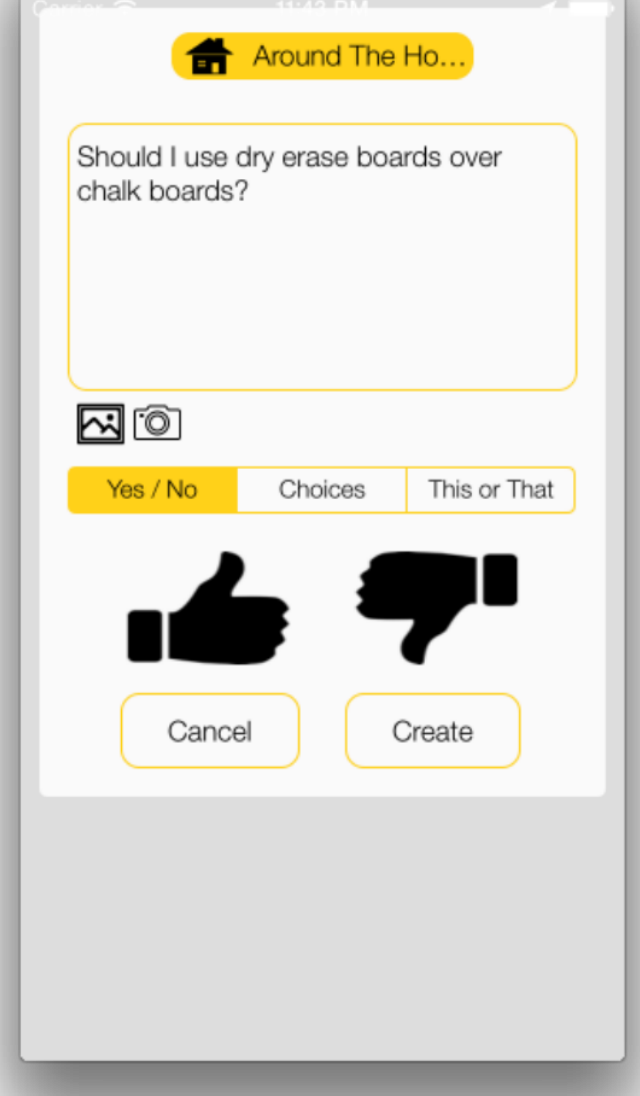 Carrier 11:43 PM
Around The Ho...
Should I use dry erase boards over
chalk boards?
Yes / No Choices This or That
Cancel Create